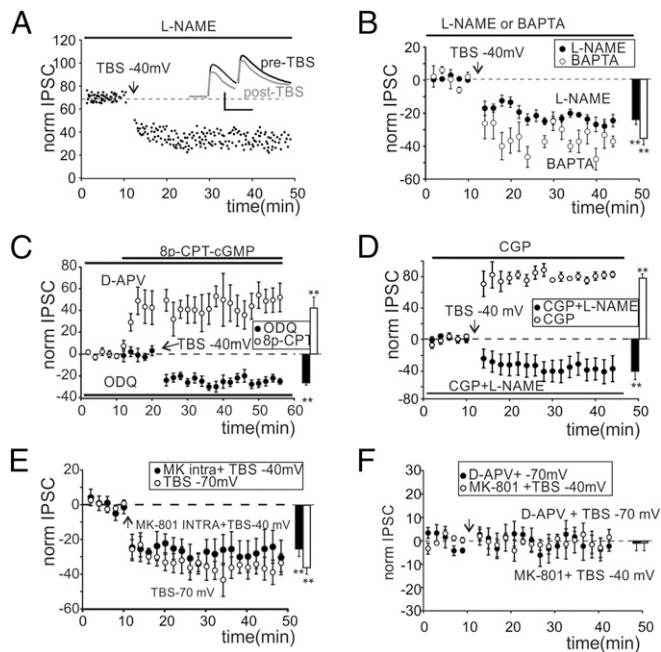 A
L-NAME
norm IPSC
120
100
80
60
40
20
0
TBS -40mV
pre-TBS
post-TBS
0 10 20 30 40 50
time(min)
B
L-NAME or BAPTA
norm IPSC
40
20
0
-20
-40
-60
TBS -40mV
L-NAME
BAPTA
L-NAME
BAPTA
**
**
0 10 20 30 40 50
time(min)
C
8p-CPT-cGMP
norm IPSC
80
60
40
20
0
-20
-40
D-APV
ODQ
8p-CPT
TBS -40mV
ODQ
**
**
0 10 20 30 40 50 60
time(min)
D
CGP
norm IPSC
80
40
0
-40
-80
TBS -40 mV
CGP+L-NAME
CGP
CGP+L-NAME
**
**
0 10 20 30 40 50
time(min)
E
MK intra+ TBS -40mV
TBS -70mV
norm IPSC
20
0
-20
-40
-60
MK-801 INTRA+TBS-40 mV
TBS-70 mV
**
**
0 10 20 30 40 50
time(min)
F
D-APV+ -70mV
MK-801 +TBS -40mV
norm IPSC
30
20
10
0
-10
-20
-30
D-APV + TBS -70 mV
MK-801+ TBS -40 mV
0 10 20 30 40 50
time(min)